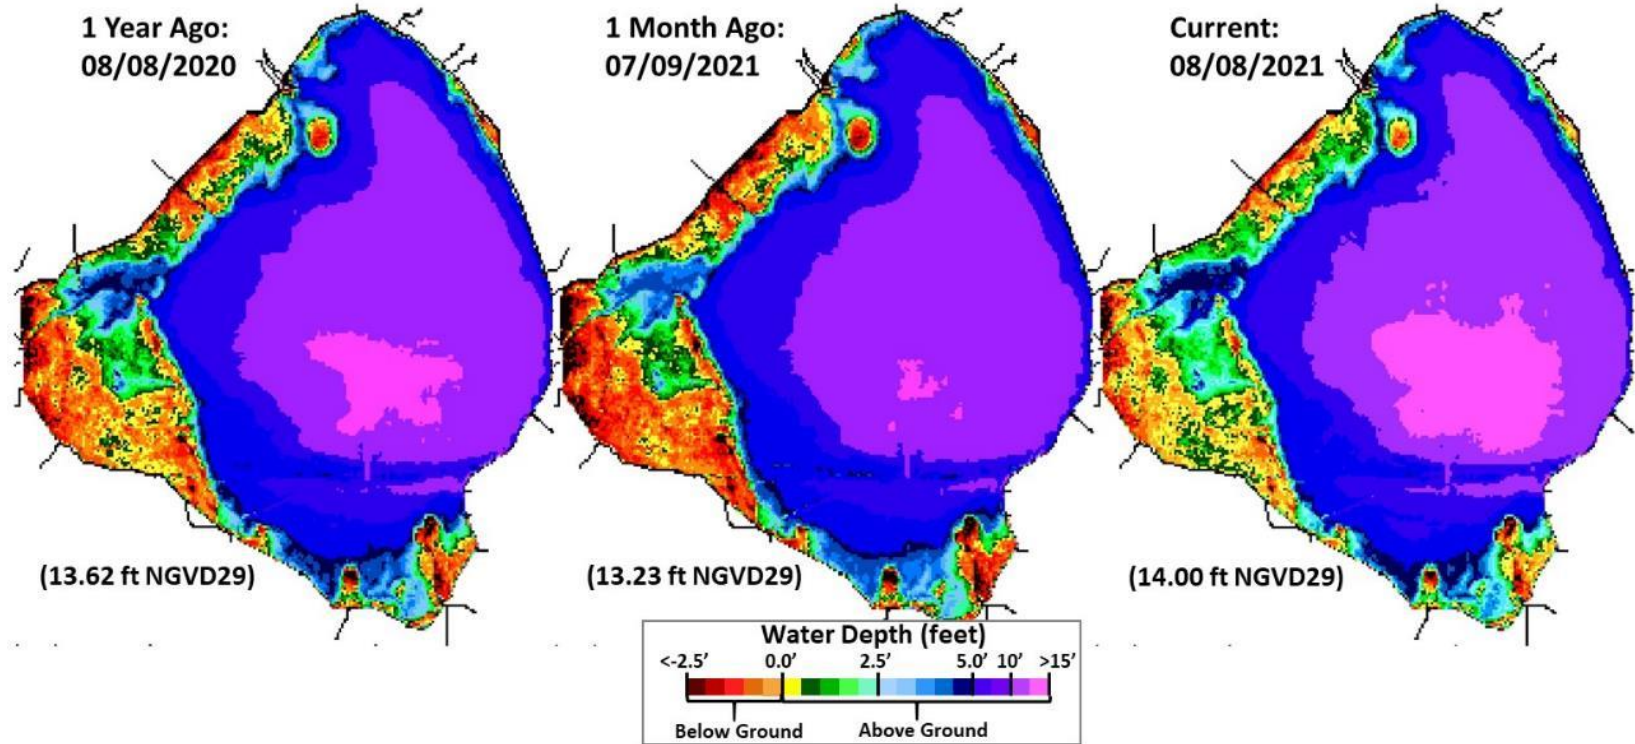 1 Year Ago:
08/08/2020
1 Month Ago:
07/09/2021
Current:
08/08/2021
(13.62 ft NGVD29)
(13.23 ft NGVD29)
(14.00 ft NGVD29)
Water Depth (feet)
<-2.5' 0.0' 2.5' 5.0' 10' >15'
Below Ground Above Ground